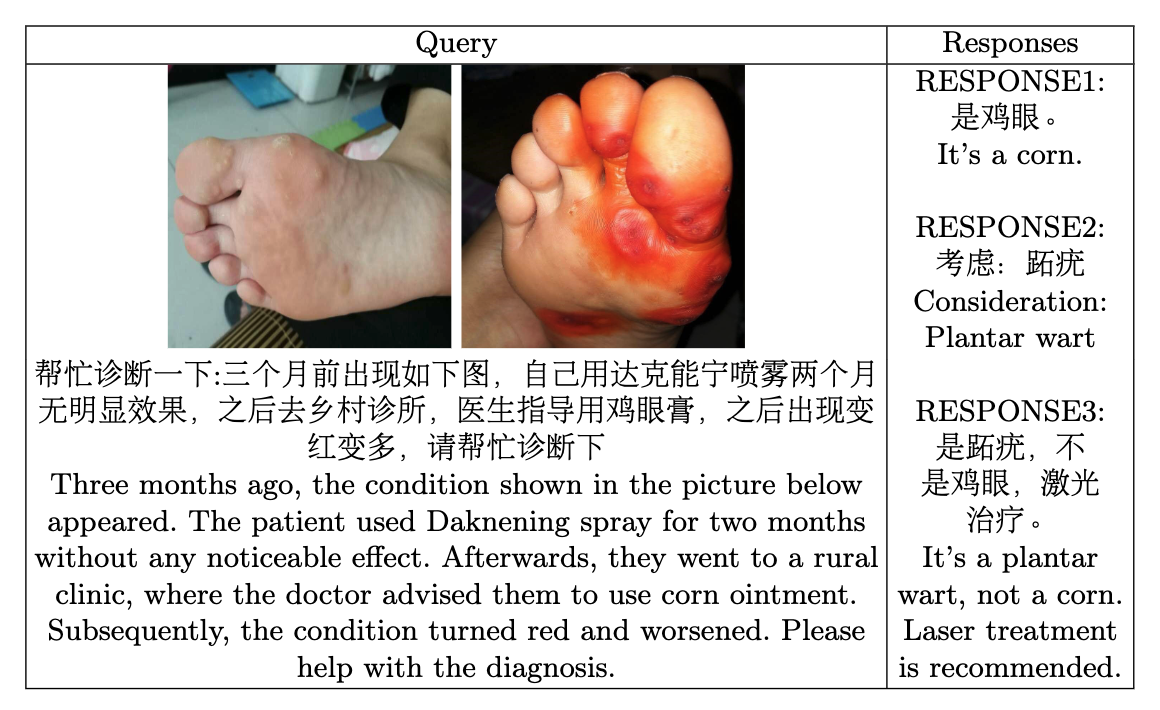 Query
Responses
帮忙诊断一下:三个月前出现如下图，自己用达克能宁喷雾两个月
无明显效果，之后去乡村诊所，医生指导用鸡眼膏，之后出现变
红变多，请帮忙诊断下
Three months ago, the condition shown in the picture below
appeared. The patient used Daknening spray for two months
without any noticeable effect. Afterwards, they went to a rural
clinic, where the doctor advised them to use corn ointment.
Subsequently, the condition turned red and worsened. Please
help with the diagnosis.
RESPONSE1:
是鸡眼。
It's a corn.
RESPONSE2:
考虑：跖疣
Consideration:
Plantar wart
RESPONSE3:
是跖疣，不
是鸡眼，激光
治疗。
It's a plantar
wart, not a corn.
Laser treatment
is recommended.